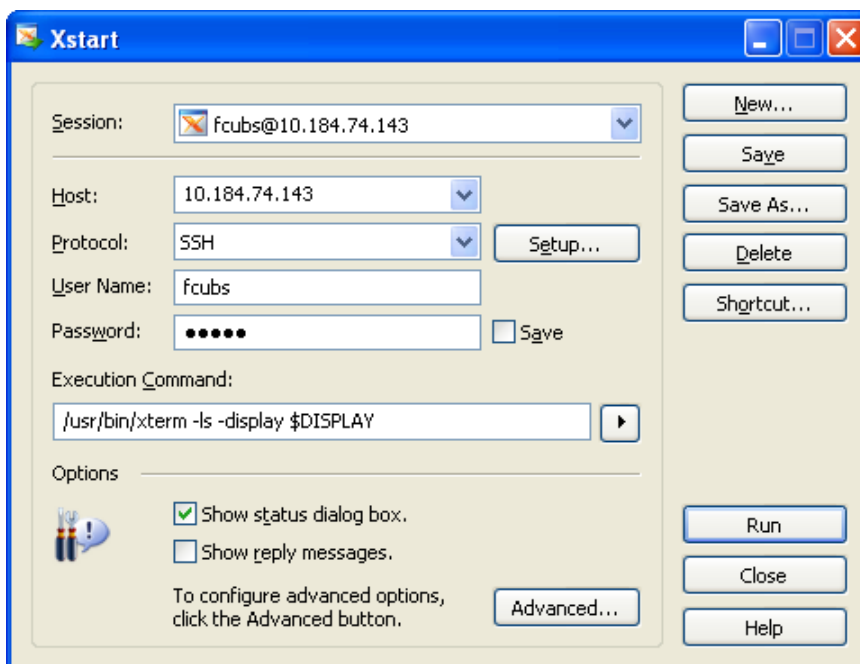 Xstart
Session:
fcubs@10.184.74.143
Host:
10.184.74.143
Protocol:
SSH
Setup...
User Name:
fcubs
Password:
●●●●●
Save
Execution Command:
/usr/bin/xterm -ls -display $DISPLAY
Options
Show status dialog box.
Show reply messages.
To configure advanced options,
click the Advanced button.
Advanced...
New...
Save
Save As...
Delete
Shortcut...
Run
Close
Help